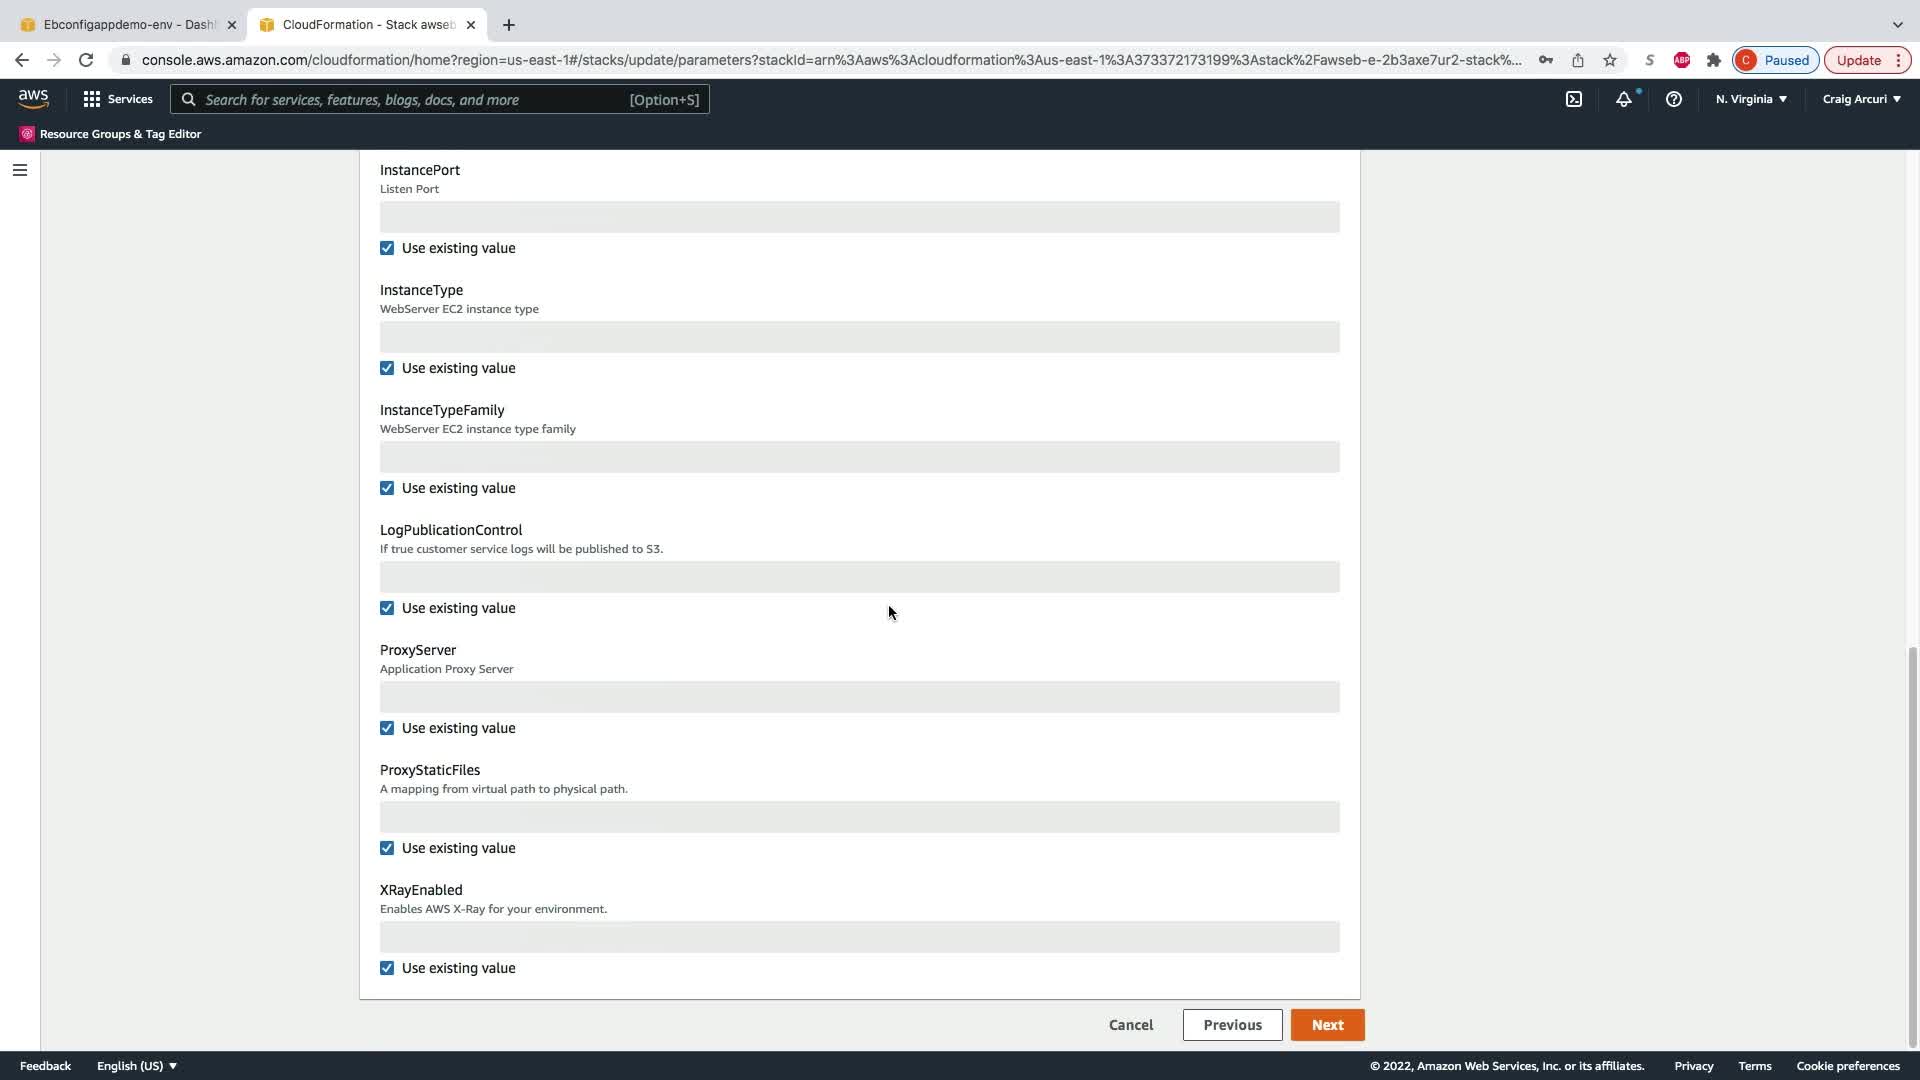 Ebconfigappdemo-env - Dash
CloudFormation - Stack awseb
console.aws.amazon.com/cloudformation/home?region=us-east-1#/stacks/update/parameters?stackId=arn%3Aaws%3Acloudformation%3Aus-east-1%3A373372173199%3Astack%2Fawseb-e-2b3axe7ur2-stack%...
S
ABP
C
Paused
Update
aws
Services
Search for services, features, blogs, docs, and more
[Option+S]
N. Virginia
Craig Arcuri
Resource Groups & Tag Editor
InstancePort
Listen Port
Use existing value
InstanceType
WebServer EC2 instance type
Use existing value
InstanceTypeFamily
WebServer EC2 instance type family
Use existing value
LogPublicationControl
If true customer service logs will be published to S3.
Use existing value
ProxyServer
Application Proxy Server
Use existing value
ProxyStaticFiles
A mapping from virtual path to physical path.
Use existing value
XRayEnabled
Enables AWS X-Ray for your environment.
Use existing value
Cancel
Previous
Next
Feedback
English (US)
© 2022, Amazon Web Services, Inc. or its affiliates.
Privacy
Terms
Cookie preferences